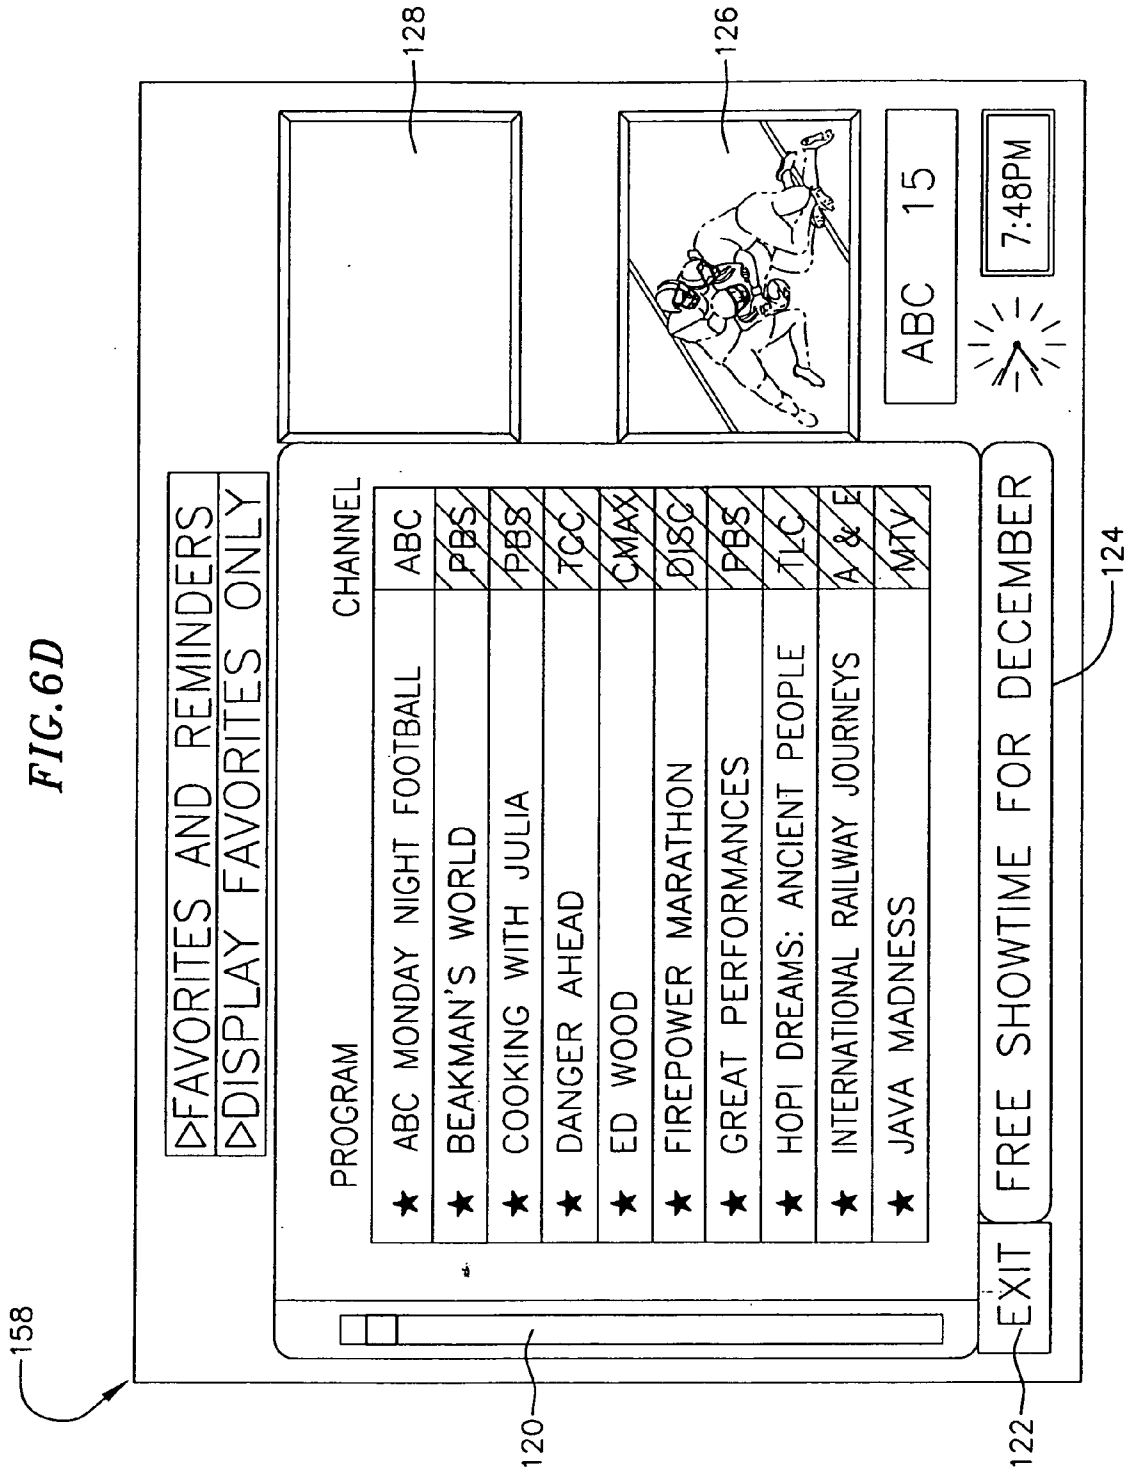 FIG.6D
158
▷FAVORITES AND REMINDERS
▷DISPLAY FAVORITES ONLY
PROGRAM CHANNEL
★ ABC MONDAY NIGHT FOOTBALL ABC
★ BEAKMAN'S WORLD PBS
★ COOKING WITH JULIA PBS
★ DANGER AHEAD TCC
★ ED WOOD CMAX
★ FIREPOWER MARATHON DISC
★ GREAT PERFORMANCES PBS
★ HOPI DREAMS: ANCIENT PEOPLE TLC
★ INTERNATIONAL RAILWAY JOURNEYS A & E
★ JAVA MADNESS MTV
128
126
ABC 15
7:48PM
120
EXIT
FREE SHOWTIME FOR DECEMBER
122
124